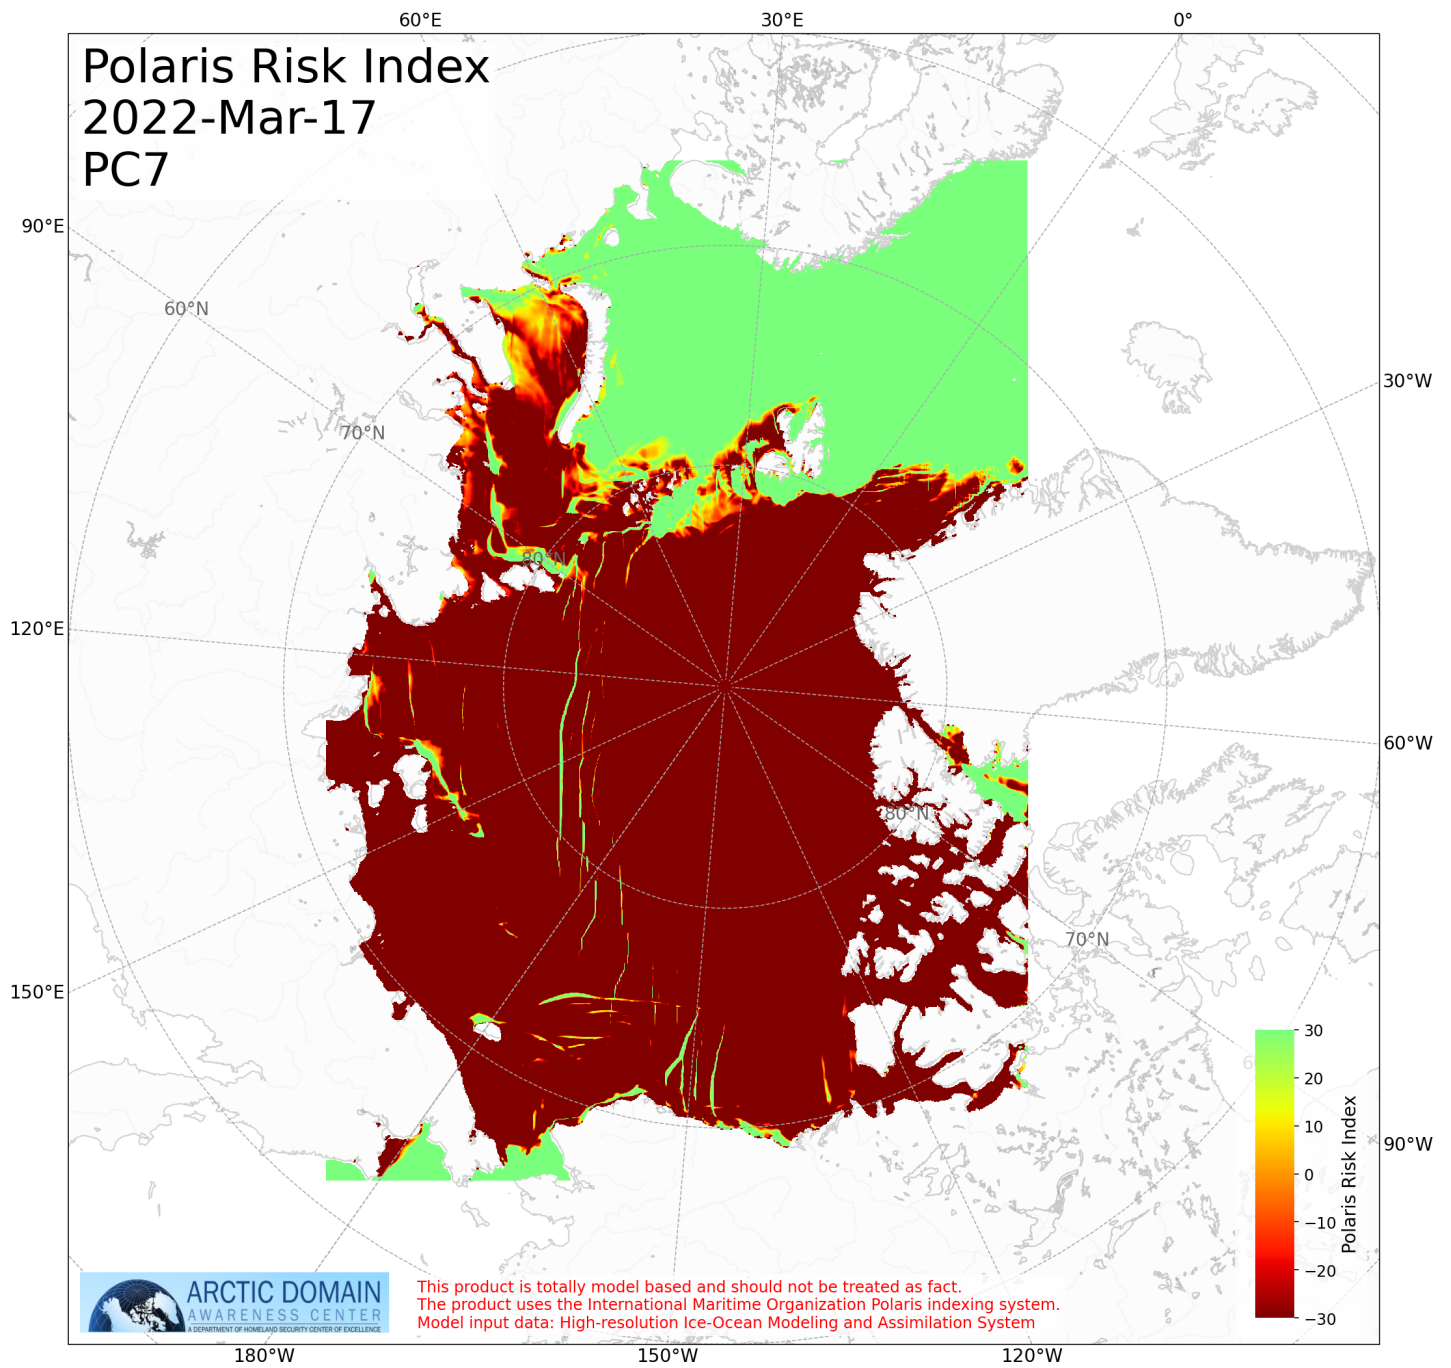 60°E
30°E
0°
Polaris Risk Index
2022-Mar-17
PC7
90°E
60°N
30°W
70°N
80°N
120°E
60°W
80°N
70°N
150°E
30
20
10
0
−10
−20
−30
Polaris Risk Index
90°W
ARCTIC DOMAIN
AWARENESS CENTER
A DEPARTMENT OF HOMELAND SECURITY CENTER OF EXCELLENCE
This product is totally model based and should not be treated as fact.
The product uses the International Maritime Organization Polaris indexing system.
Model input data: High-resolution Ice-Ocean Modeling and Assimilation System
180°W
150°W
120°W